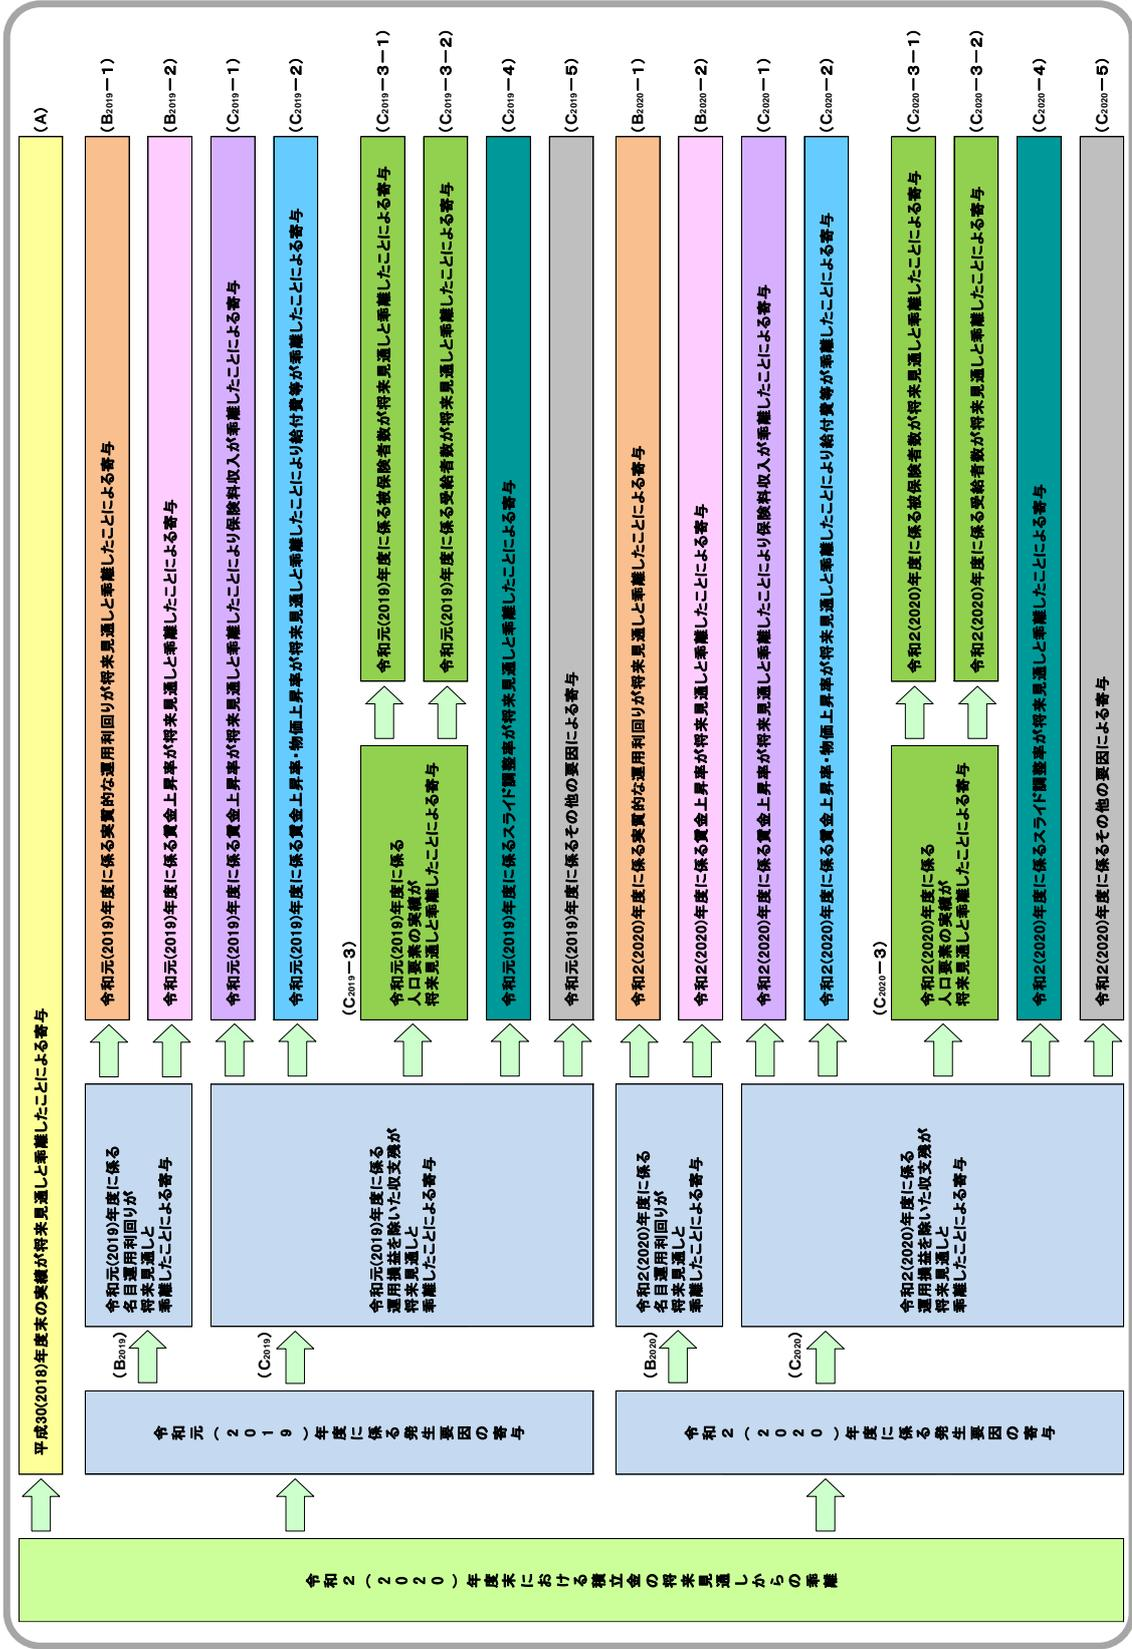 令和２（２０２０）年度末における積立金の将来見通しからの乖離
平成30(2018)年度末の実績が将来見通しと乖離したことによる寄与
(A)
令和元（２０１９）年度に係る発生要因の寄与
(B2019)
令和元(2019)年度に係る
名目運用利回りが
将来見通しと
乖離したことによる寄与
令和元(2019)年度に係る実質的な運用利回りが将来見通しと乖離したことによる寄与
(B2019－1)
令和元(2019)年度に係る賃金上昇率が将来見通しと乖離したことによる寄与
(B2019－2)
(C2019)
令和元(2019)年度に係る
運用損益を除いた収支残が
将来見通しと
乖離したことによる寄与
令和元(2019)年度に係る賃金上昇率が将来見通しと乖離したことにより保険料収入が乖離したことによる寄与
(C2019－1)
令和元(2019)年度に係る賃金上昇率・物価上昇率が将来見通しと乖離したことにより給付費等が乖離したことによる寄与
(C2019－2)
(C2019－3)
令和元(2019)年度に係る
人口要素の実績が
将来見通しと乖離したことによる寄与
令和元(2019)年度に係る被保険者数が将来見通しと乖離したことによる寄与
(C2019－3－1)
令和元(2019)年度に係る受給者数が将来見通しと乖離したことによる寄与
(C2019－3－2)
令和元(2019)年度に係るスライド調整率が将来見通しと乖離したことによる寄与
(C2019－4)
令和元(2019)年度に係るその他の要因による寄与
(C2019－5)
令和２（２０２０）年度に係る発生要因の寄与
(B2020)
令和2(2020)年度に係る
名目運用利回りが
将来見通しと
乖離したことによる寄与
令和2(2020)年度に係る実質的な運用利回りが将来見通しと乖離したことによる寄与
(B2020－1)
令和2(2020)年度に係る賃金上昇率が将来見通しと乖離したことによる寄与
(B2020－2)
(C2020)
令和2(2020)年度に係る
運用損益を除いた収支残が
将来見通しと
乖離したことによる寄与
令和2(2020)年度に係る賃金上昇率が将来見通しと乖離したことにより保険料収入が乖離したことによる寄与
(C2020－1)
令和2(2020)年度に係る賃金上昇率・物価上昇率が将来見通しと乖離したことにより給付費等が乖離したことによる寄与
(C2020－2)
(C2020－3)
令和2(2020)年度に係る
人口要素の実績が
将来見通しと乖離したことによる寄与
令和2(2020)年度に係る被保険者数が将来見通しと乖離したことによる寄与
(C2020－3－1)
令和2(2020)年度に係る受給者数が将来見通しと乖離したことによる寄与
(C2020－3－2)
令和2(2020)年度に係るスライド調整率が将来見通しと乖離したことによる寄与
(C2020－4)
令和2(2020)年度に係るその他の要因による寄与
(C2020－5)